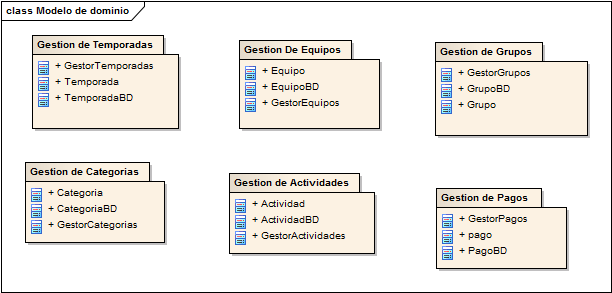 class Modelo de dominio
Gestion de Temporadas
+ GestorTemporadas
+ Temporada
+ TemporadaBD
Gestion De Equipos
+ Equipo
+ EquipoBD
+ GestorEquipos
Gestion de Grupos
+ GestorGrupos
+ GrupoBD
+ Grupo
Gestion de Categorias
+ Categoria
+ CategoriaBD
+ GestorCategorias
Gestion de Actividades
+ Actividad
+ ActividadBD
+ GestorActividades
Gestion de Pagos
+ GestorPagos
+ pago
+ PagoBD